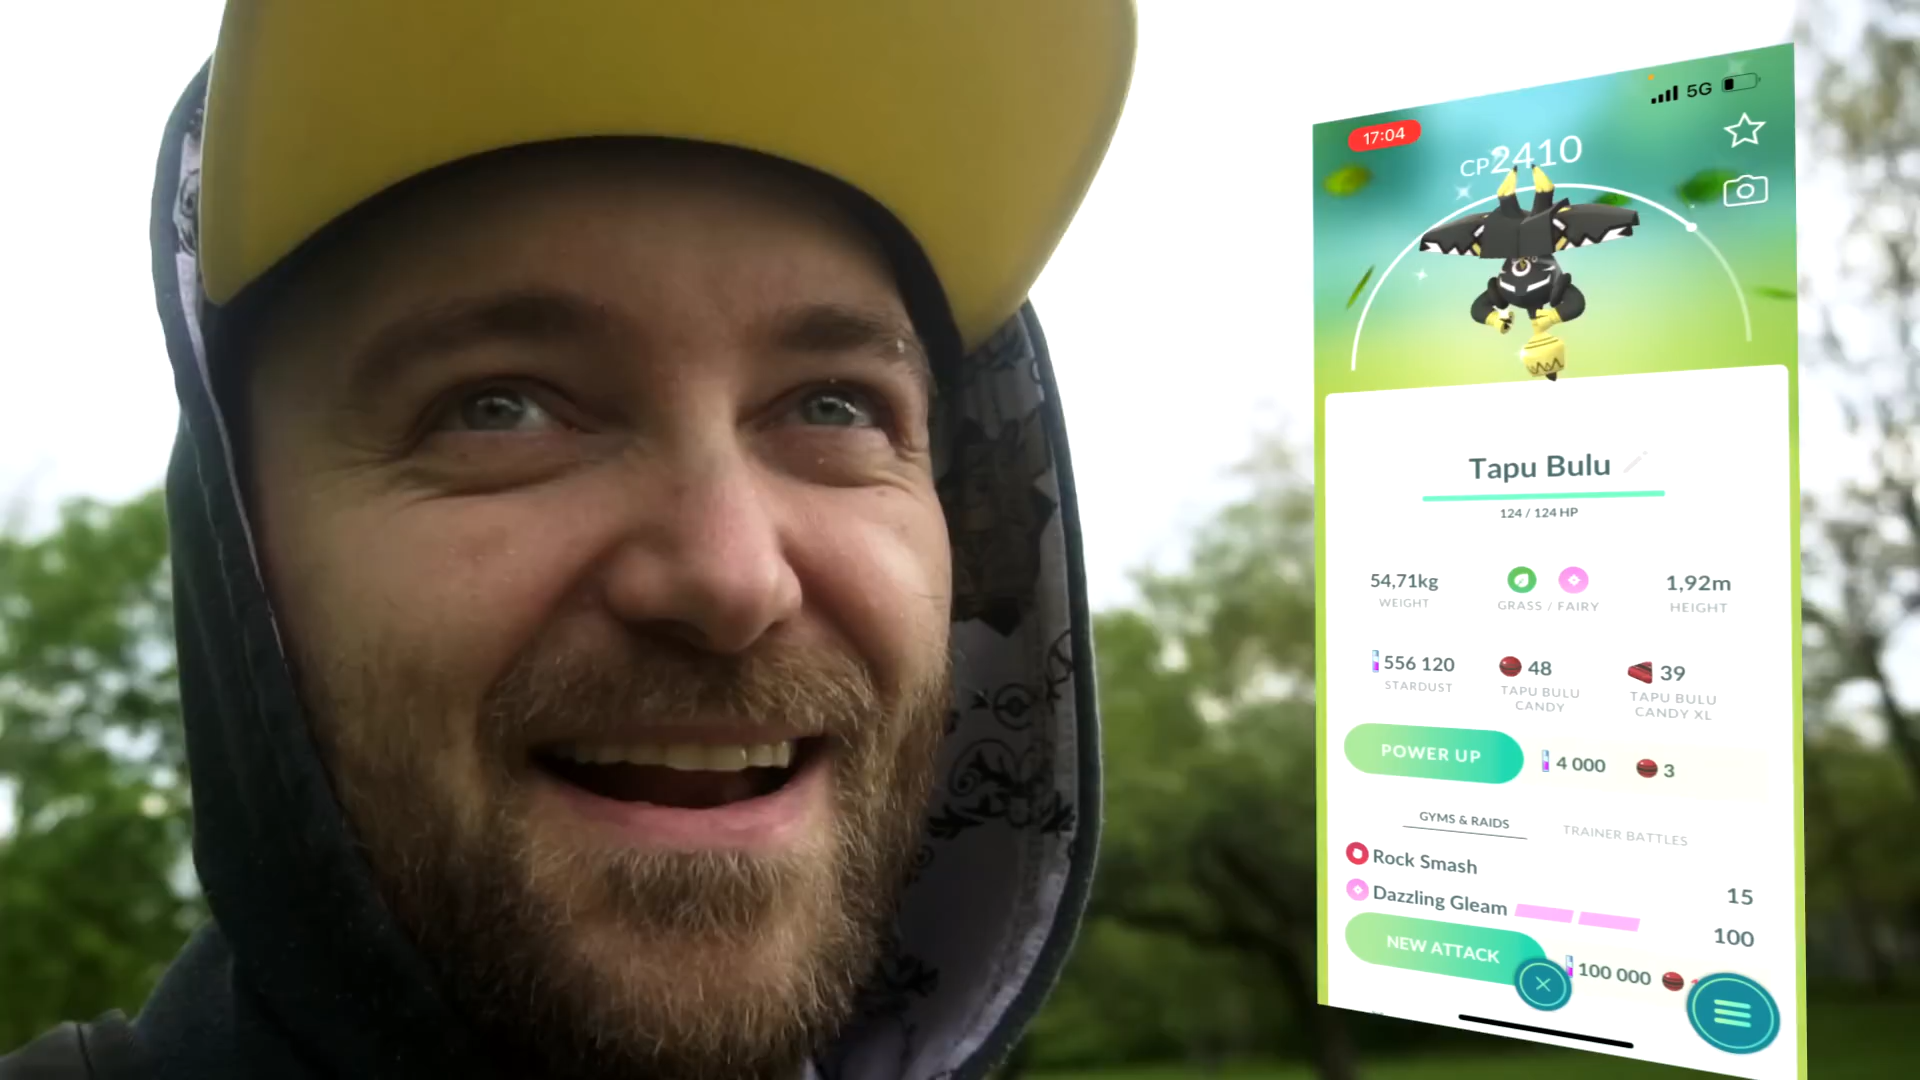 5G
17:04
CP2410
Tapu Bulu
124 / 124 HP
54,71kg
WEIGHT
GRASS / FAIRY
1,92m
HEIGHT
556 120
STARDUST
48
TAPU BULU
CANDY
39
TAPU BULU
CANDY XL
POWER UP
4 000
3
GYMS & RAIDS
TRAINER BATTLES
Rock Smash
15
Dazzling Gleam
100
NEW ATTACK
100 000